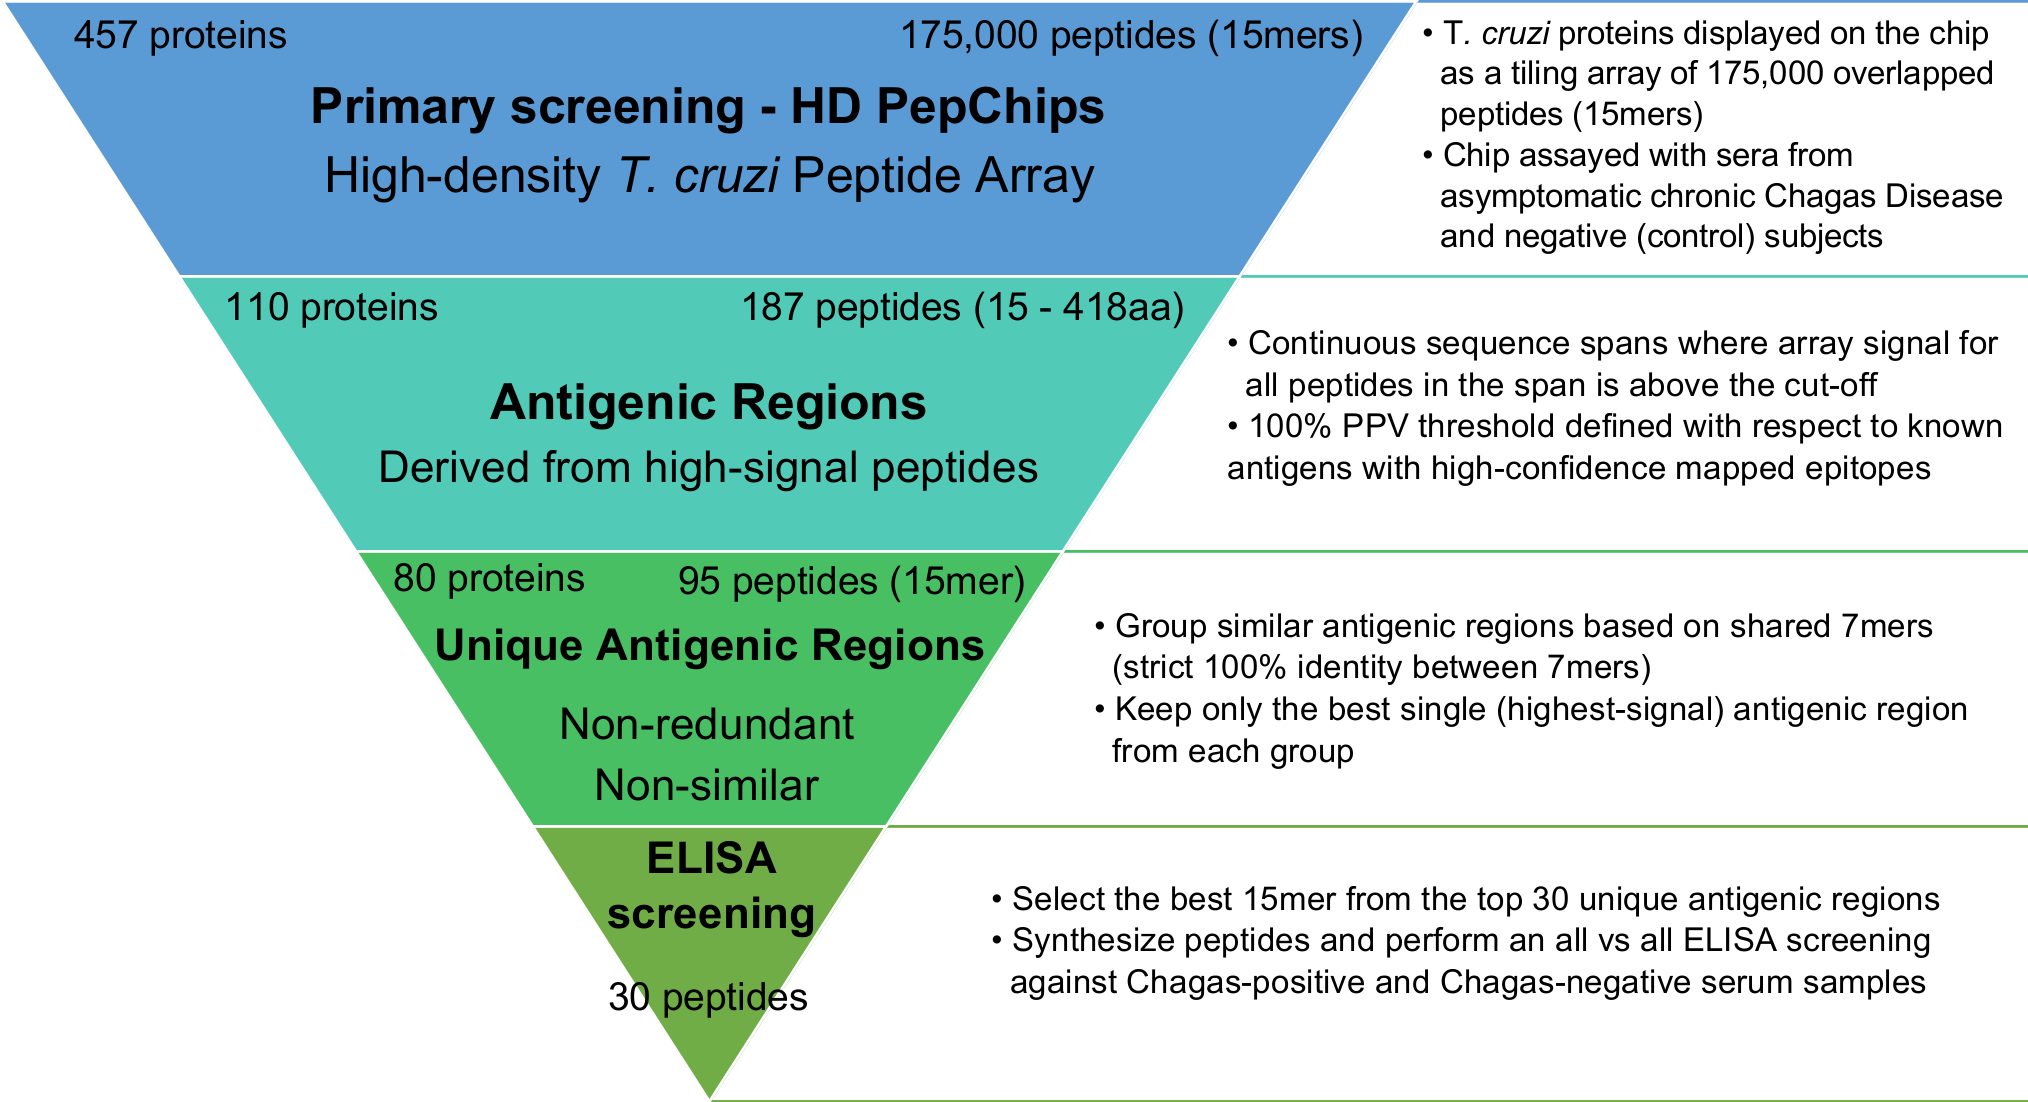 457 proteins
175,000 peptides (15mers)
Primary screening - HD PepChips
High-density T. cruzi Peptide Array
• T. cruzi proteins displayed on the chip
as a tiling array of 175,000 overlapped
peptides (15mers)
• Chip assayed with sera from
asymptomatic chronic Chagas Disease
and negative (control) subjects
110 proteins
187 peptides (15 - 418aa)
Antigenic Regions
Derived from high-signal peptides
• Continuous sequence spans where array signal for
all peptides in the span is above the cut-off
• 100% PPV threshold defined with respect to known
antigens with high-confidence mapped epitopes
80 proteins
95 peptides (15mer)
Unique Antigenic Regions
Non-redundant
Non-similar
• Group similar antigenic regions based on shared 7mers
(strict 100% identity between 7mers)
• Keep only the best single (highest-signal) antigenic region
from each group
ELISA
screening
30 peptides
• Select the best 15mer from the top 30 unique antigenic regions
• Synthesize peptides and perform an all vs all ELISA screening
against Chagas-positive and Chagas-negative serum samples